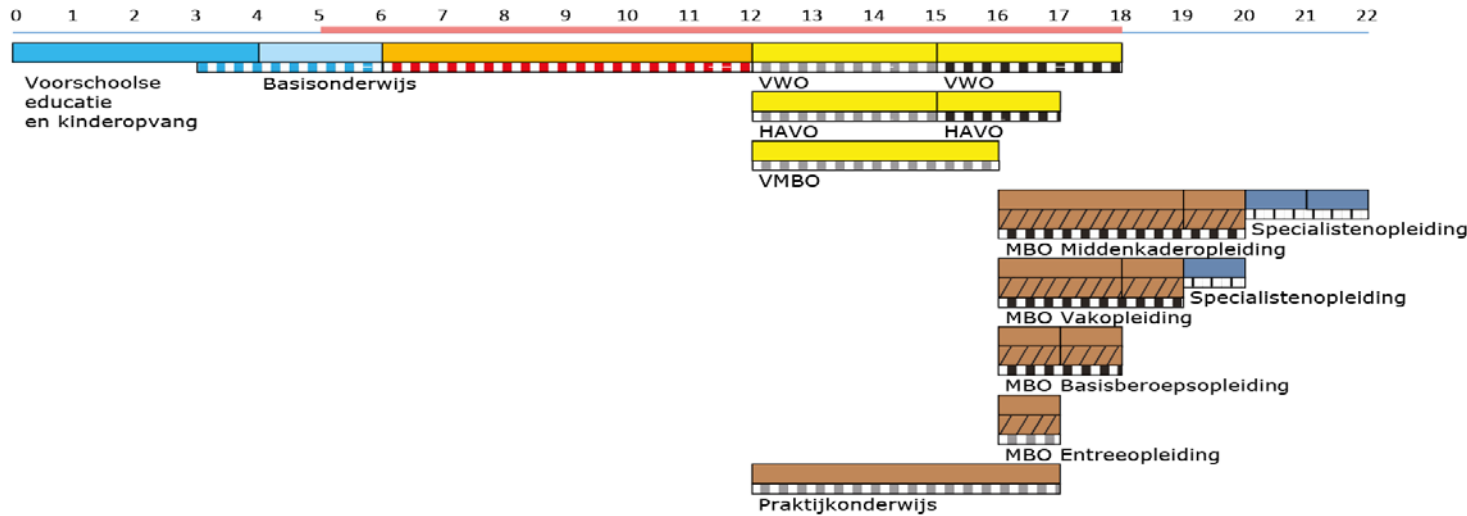 0 1 2 3 4 5 6 7 8 9 10 11 12 13 14 15 16 17 18 19 20 21 22
Voorschoolse
educatie
en kinderopvang
Basisonderwijs
VWO VWO
HAVO HAVO
VMBO
Specialistenopleiding
MBO Middenkaderopleiding
Specialistenopleiding
MBO Vakopleiding
MBO Basisberoepsopleiding
MBO Entreeopleiding
Praktijkonderwijs